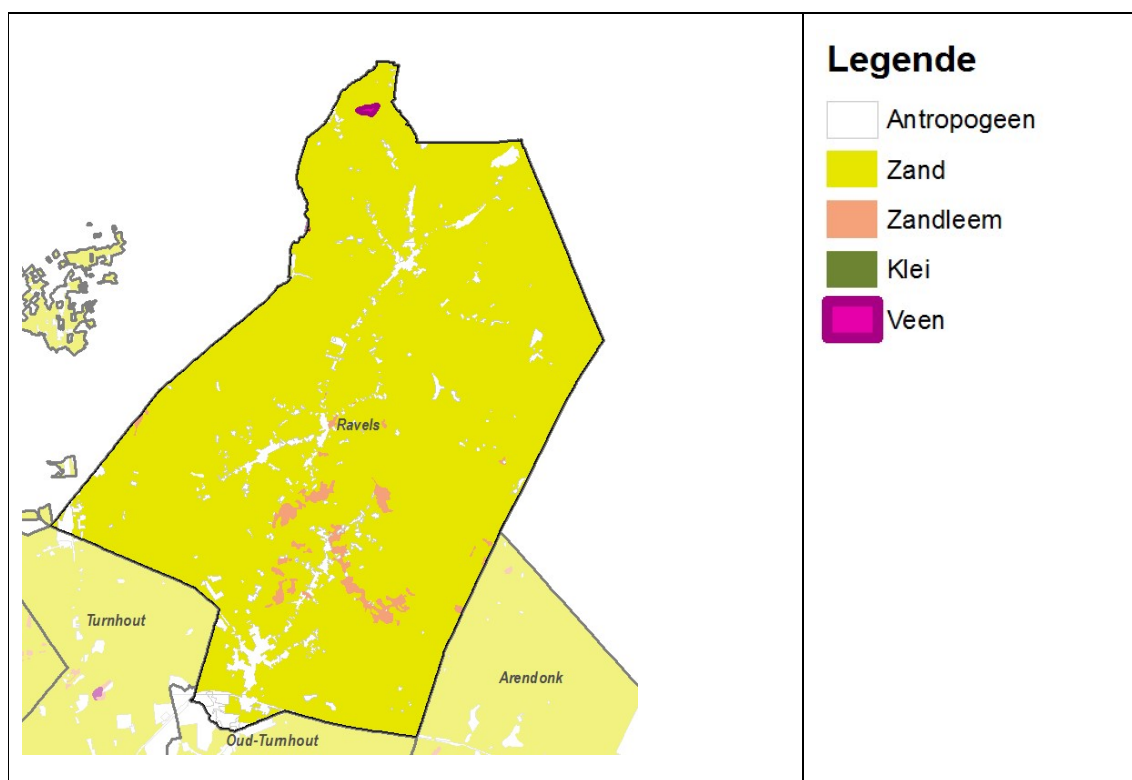 Legende
Antropogeen
Zand
Zandleem
Klei
Veen
Ravels
Turnhout
Arendonk
Oud-Turnhout